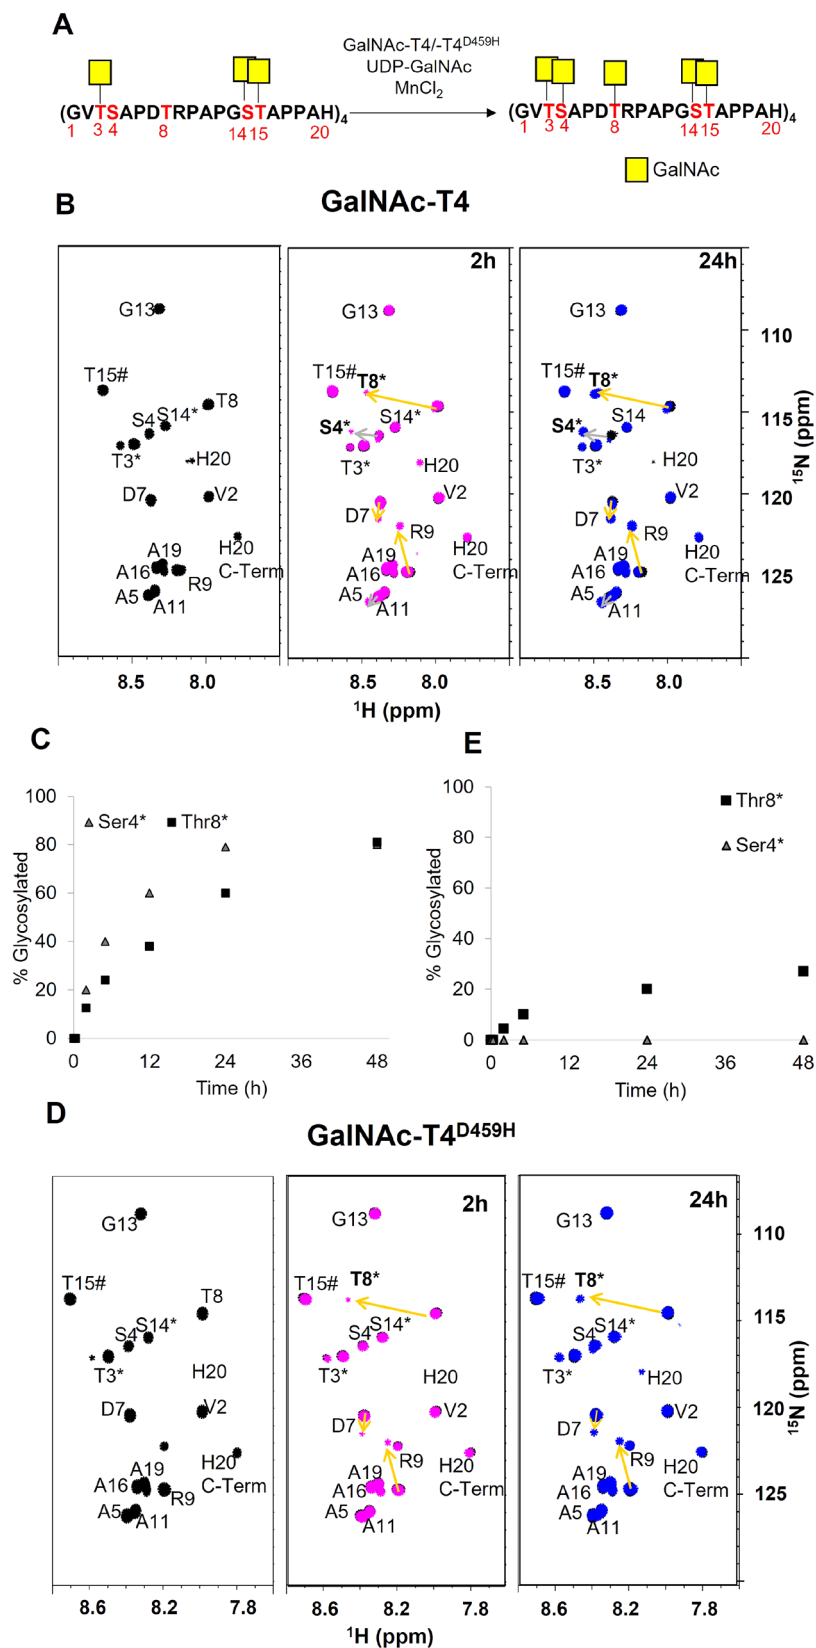 A
GalNAc-T4/-T4D459H
UDP-GalNAc
MnCl2
(GVTSAPDTRPAPGSTAPPAH)4
1 3 4 8 14 15 20
(GVTSAPDTRPAPGSTAPPAH)4
1 3 4 8 14 15 20
GalNAc
B
GalNAc-T4
G13
T15#
T8
S14*
S4
T3*
H20
D7
V2
A19
A16
R9
H20
C-Term
A5
A11
8.5 8.0
2h
G13
T15#
T8*
S14*
S4*
T3*
H20
D7
V2
R9
A19
A16
H20
C-Term
A5
A11
8.5 8.0
24h
G13
T15#
T8*
S4*
S14
T3*
H20
V2
D7
R9
A19
A16
H20
C-Term
A5
A11
8.5 8.0
110
115
120
125
15N (ppm)
1H (ppm)
C
100
80
60
40
20
0
% Glycosylated
Ser4* Thr8*
0 12 24 36 48
Time (h)
E
100
80
60
40
20
0
% Glycosylated
Thr8*
Ser4*
0 12 24 36 48
Time (h)
D
GalNAc-T4D459H
G13
T15#
T8
S14*
S4
T3*
H20
D7
V2
A19
A16
H20
C-Term
R9
A5
A11
8.6 8.2 7.8
2h
G13
T15#
T8*
S14*
S4
T3*
H20
V2
D7
R9
A19
A16
H20
C-Term
A5
A11
8.6 8.2 7.8
24h
G13
T15#
T8*
S14*
S4
T3*
H20
V2
D7
R9
A19
A16
H20
C-Term
A5
A11
8.6 8.2 7.8
110
115
120
125
15N (ppm)
1H (ppm)